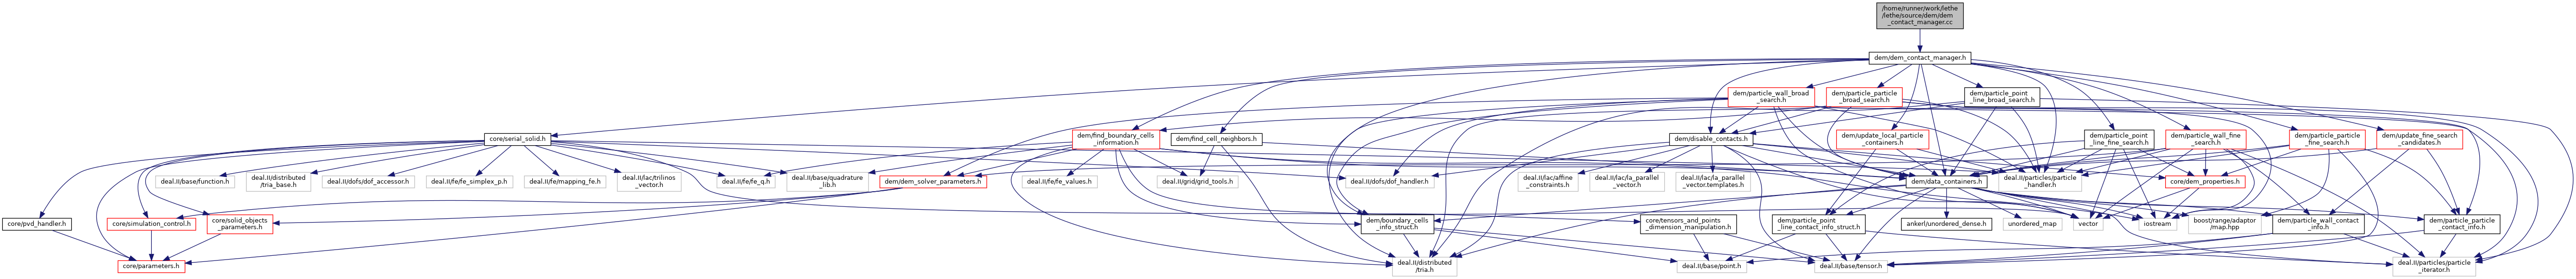 /home/runner/work/lethe
/lethe/source/dem/dem
_contact_manager.cc
dem/dem_contact_manager.h
dem/particle_wall_broad
_search.h
dem/particle_particle
_broad_search.h
dem/particle_point
_line_broad_search.h
core/serial_solid.h
dem/find_boundary_cells
_information.h
dem/find_cell_neighbors.h
dem/disable_contacts.h
dem/update_local_particle
_containers.h
dem/particle_point
_line_fine_search.h
dem/particle_wall_fine
_search.h
dem/particle_particle
_fine_search.h
dem/update_fine_search
_candidates.h
deal.II/base/function.h
deal.II/distributed
/tria_base.h
deal.II/dofs/dof_accessor.h
deal.II/fe/fe_simplex_p.h
deal.II/fe/mapping_fe.h
deal.II/lac/trilinos
_vector.h
deal.II/fe/fe_q.h
deal.II/base/quadrature
_lib.h
dem/dem_solver_parameters.h
deal.II/fe/fe_values.h
deal.II/grid/grid_tools.h
deal.II/dofs/dof_handler.h
deal.II/lac/affine
_constraints.h
deal.II/lac/la_parallel
_vector.h
deal.II/lac/la_parallel
_vector.templates.h
dem/data_containers.h
deal.II/particles/particle
_handler.h
core/dem_properties.h
core/pvd_handler.h
core/simulation_control.h
core/solid_objects
_parameters.h
dem/boundary_cells
_info_struct.h
core/tensors_and_points
_dimension_manipulation.h
dem/particle_point
_line_contact_info_struct.h
ankerl/unordered_dense.h
unordered_map
vector
iostream
boost/range/adaptor
/map.hpp
dem/particle_wall_contact
_info.h
dem/particle_particle
_contact_info.h
core/parameters.h
deal.II/distributed
/tria.h
deal.II/base/point.h
deal.II/base/tensor.h
deal.II/particles/particle
_iterator.h